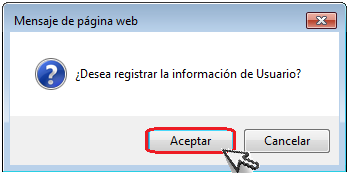 Mensaje de página web
¿Desea registrar la información de Usuario?
Aceptar
Cancelar